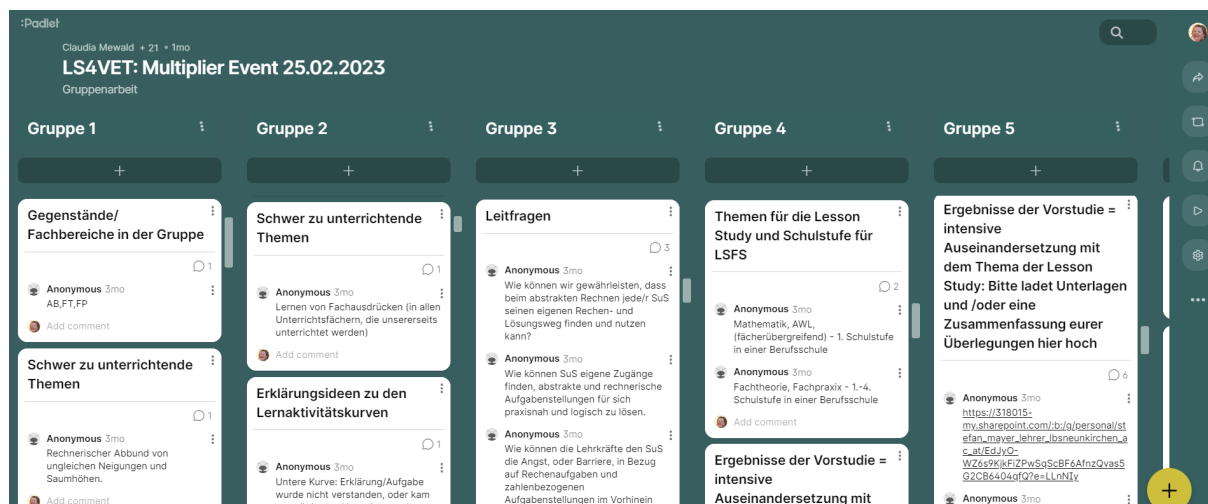 :Padlet
Claudia Mewald + 21 • 1mo
LS4VET: Multiplier Event 25.02.2023
Gruppenarbeit
Gruppe 1
Gegenstände/
Fachbereiche in der Gruppe
1
Anonymous 3mo
AB,FT,FP
Add comment
Schwer zu unterrichtende
Themen
1
Anonymous 3mo
Rechnerischer Abbund von
ungleichen Neigungen und
Saumhöhen.
Add comment
Gruppe 2
Schwer zu unterrichtende
Themen
1
Anonymous 3mo
Lernen von Fachausdrücken (in allen
Unterrichtsfächern, die unsererseits
unterrichtet werden)
Add comment
Erklärungsideen zu den
Lernaktivitätskurven
1
Anonymous 3mo
Untere Kurve: Erklärung/Aufgabe
wurde nicht verstanden, oder kam
Gruppe 3
Leitfragen
3
Anonymous 3mo
Wie können wir gewährleisten, dass
beim abstrakten Rechnen jede/r SuS
seinen eigenen Rechen- und
Lösungsweg finden und nutzen
kann?
Anonymous 3mo
Wie können SuS eigene Zugänge
finden, abstrakte und rechnerische
Aufgabenstellungen für sich
praxisnah und logisch zu lösen.
Anonymous 3mo
Wie können die Lehrkräfte den SuS
die Angst, oder Barriere, in Bezug
auf Rechenaufgaben und
zahlenbezogenen
Aufgabenstellungen im Vorhinein
Gruppe 4
Themen für die Lesson
Study und Schulstufe für
LSFS
2
Anonymous 3mo
Mathematik, AWL,
(fächerübergreifend) - 1. Schulstufe
in einer Berufsschule
Anonymous 3mo
Fachtheorie, Fachpraxix - 1.-4.
Schulstufe in einer Berufsschule
Add comment
Ergebnisse der Vorstudie =
intensive
Auseinandersetzung mit
Gruppe 5
Ergebnisse der Vorstudie =
intensive
Auseinandersetzung mit
dem Thema der Lesson
Study: Bitte ladet Unterlagen
und /oder eine
Zusammenfassung eurer
Überlegungen hier hoch
6
Anonymous 3mo
https://318015-
my.sharepoint.com/:b:/g/personal/st
efan_mayer_lehrer_lbsneunkirchen_a
c_at/EdJyO-
WZ6s9KjkFiZPwSqScBF6AfnzQvas5
G2CB6404qfQ?e=LLnNIy
Anonymous 3mo